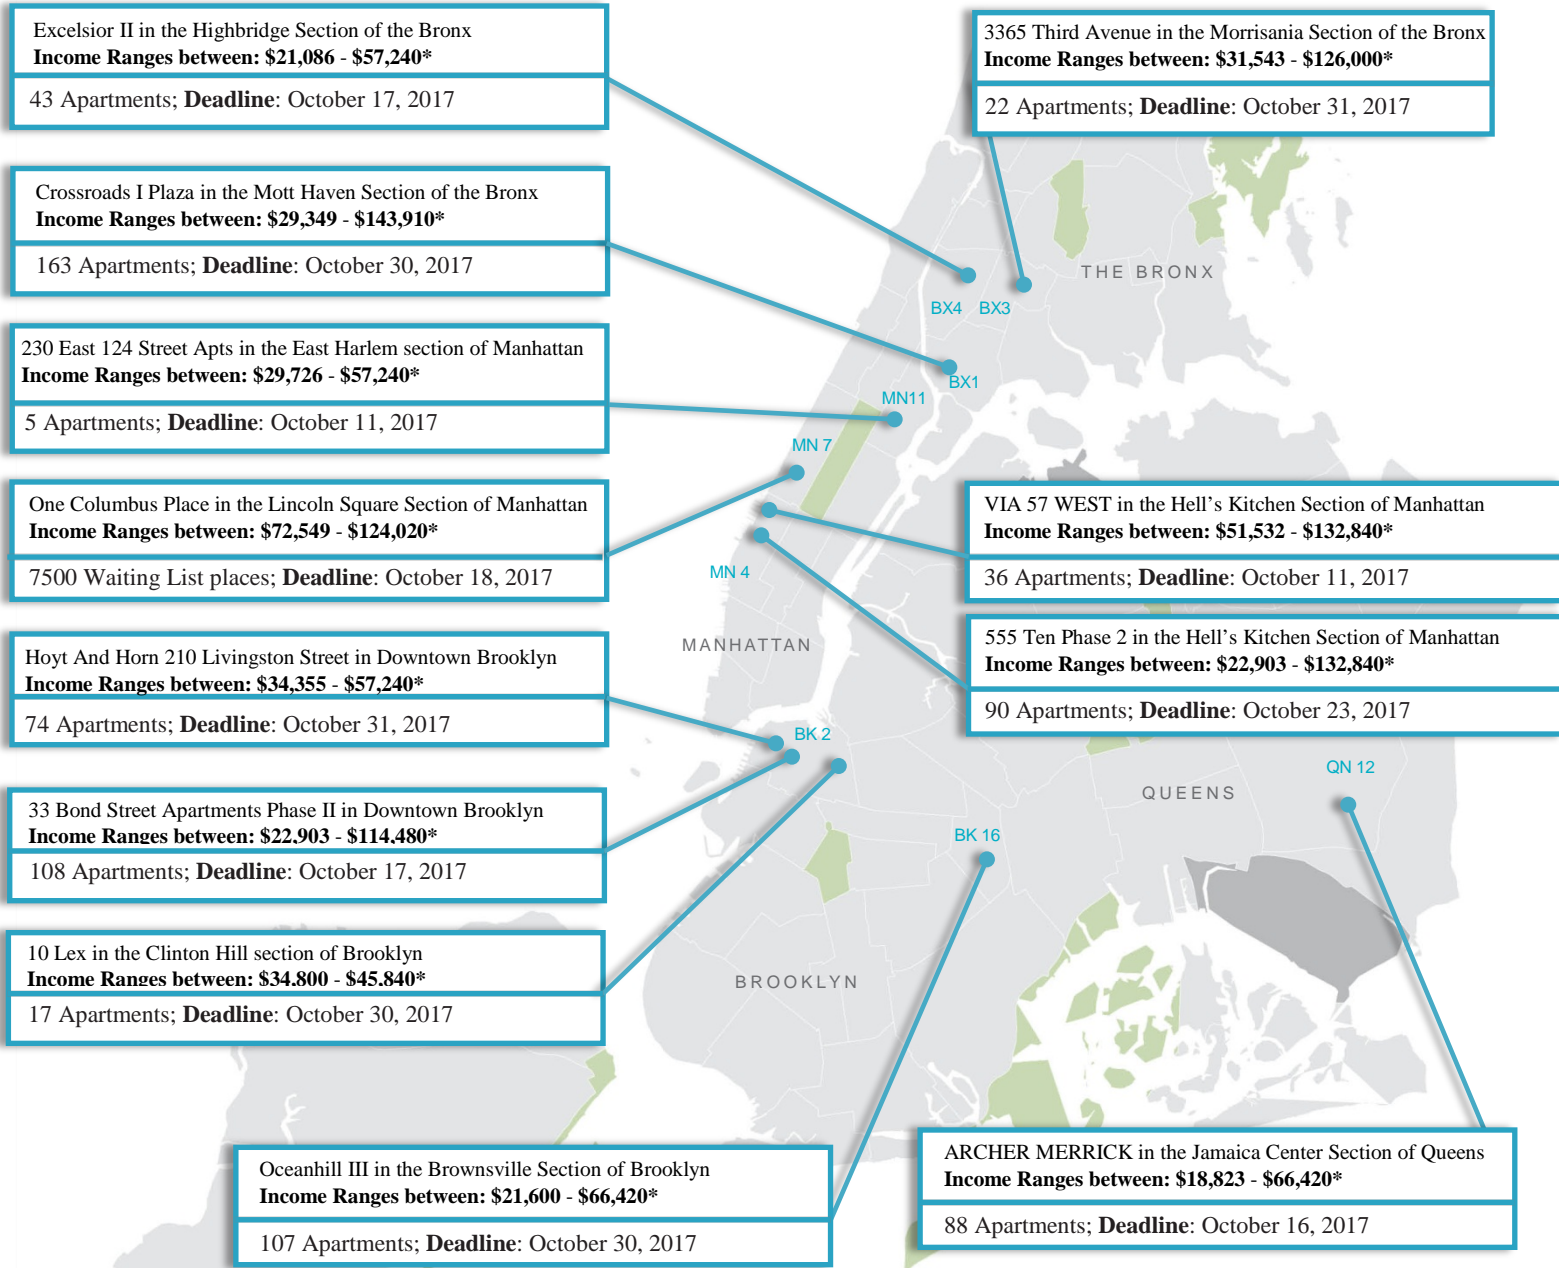 Excelsior II in the Highbridge Section of the Bronx
Income Ranges between: $21,086 - $57,240*
43 Apartments; Deadline: October 17, 2017
3365 Third Avenue in the Morrisania Section of the Bronx
Income Ranges between: $31,543 - $126,000*
22 Apartments; Deadline: October 31, 2017
Crossroads I Plaza in the Mott Haven Section of the Bronx
Income Ranges between: $29,349 - $143,910*
163 Apartments; Deadline: October 30, 2017
THE BRONX
BX4 BX3
230 East 124 Street Apts in the East Harlem section of Manhattan
Income Ranges between: $29,726 - $57,240*
5 Apartments; Deadline: October 11, 2017
BX1
MN11
MN 7
One Columbus Place in the Lincoln Square Section of Manhattan
Income Ranges between: $72,549 - $124,020*
7500 Waiting List places; Deadline: October 18, 2017
VIA 57 WEST in the Hell’s Kitchen Section of Manhattan
Income Ranges between: $51,532 - $132,840*
36 Apartments; Deadline: October 11, 2017
MN 4
MANHATTAN
555 Ten Phase 2 in the Hell’s Kitchen Section of Manhattan
Income Ranges between: $22,903 - $132,840*
90 Apartments; Deadline: October 23, 2017
Hoyt And Horn 210 Livingston Street in Downtown Brooklyn
Income Ranges between: $34,355 - $57,240*
74 Apartments; Deadline: October 31, 2017
BK 2
QN 12
QUEENS
33 Bond Street Apartments Phase II in Downtown Brooklyn
Income Ranges between: $22,903 - $114,480*
108 Apartments; Deadline: October 17, 2017
BK 16
10 Lex in the Clinton Hill section of Brooklyn
Income Ranges between: $34,800 - $45,840*
17 Apartments; Deadline: October 30, 2017
BROOKLYN
Oceanhill III in the Brownsville Section of Brooklyn
Income Ranges between: $21,600 - $66,420*
107 Apartments; Deadline: October 30, 2017
ARCHER MERRICK in the Jamaica Center Section of Queens
Income Ranges between: $18,823 - $66,420*
88 Apartments; Deadline: October 16, 2017